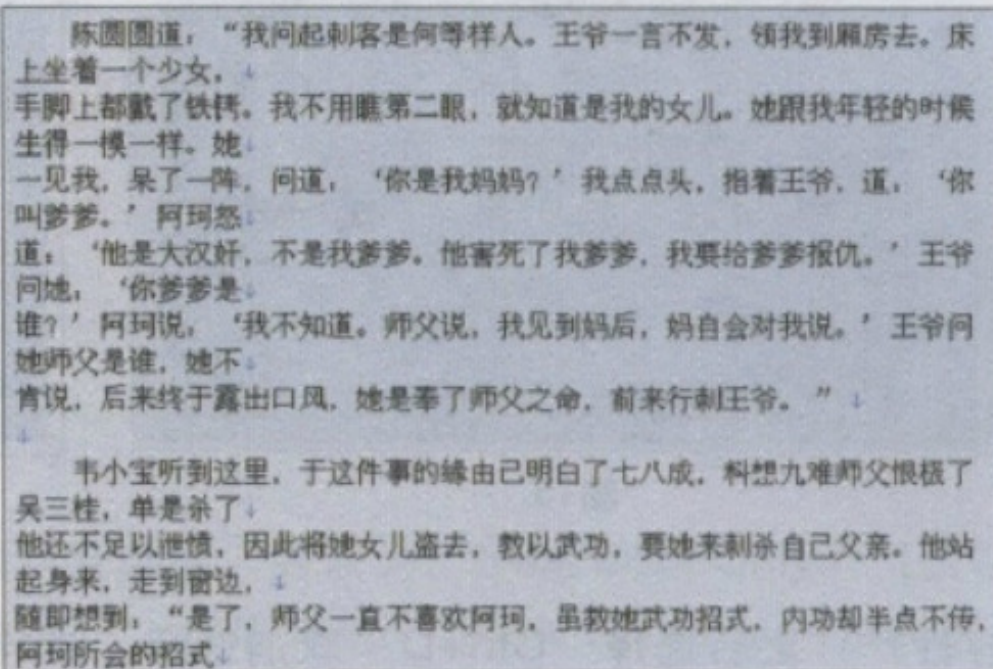 陈圆圆道：“我问起刺客是何等样人。王爷一言不发，领我到厢房去。床
上坐着一个少女，↓
手脚上都戴了铁铐。我不用瞧第二眼，就知道是我的女儿。她跟我年轻的时候
生得一模一样。她↓
一见我，呆了一阵，问道：‘你是我妈妈？’我点点头，指着王爷，道：‘你
叫爹爹。’阿珂怒↓
道：‘他是大汉奸，不是我爹爹。他害死了我爹爹，我要给爹爹报仇。’王爷
问她：‘你爹爹是↓
谁？’阿珂说：‘我不知道。师父说，我见到妈后，妈自会对我说。’王爷问
她师父是谁，她不↓
肯说，后来终于露出口风，她是奉了师父之命，前来行刺王爷。”↓
↓
韦小宝听到这里，于这件事的缘由已明白了七八成，料想九难师父恨极了
吴三桂，单是杀了↓
他还不足以泄愤，因此将她女儿盗去，教以武功，要她来刺杀自己父亲。他站
起身来，走到窗边，↓
随即想到：“是了，师父一直不喜欢阿珂，虽教她武功招式，内功却半点不传，
阿珂所会的招式↓